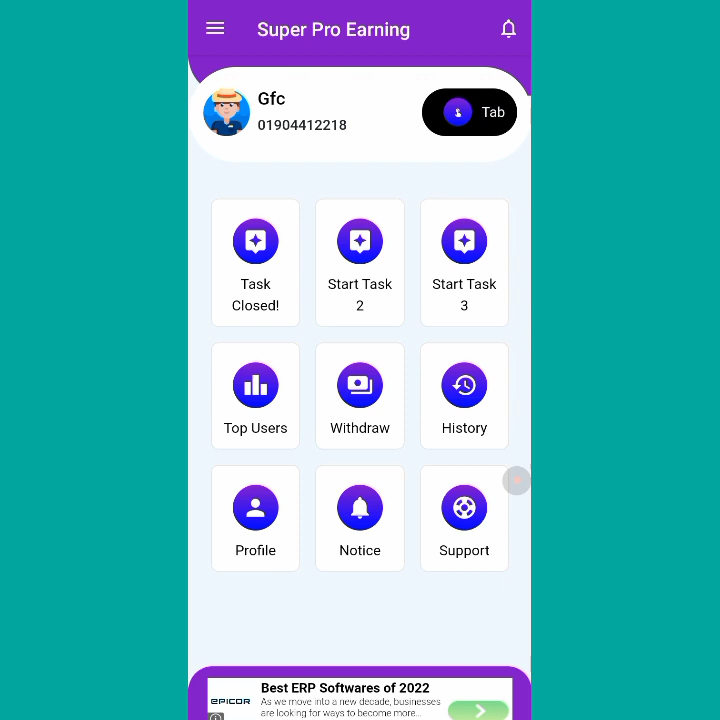 Super Pro Earning
Gfc
01904412218
Tab
Task
Closed!
Start Task
2
Start Task
3
Top Users
Withdraw
History
Profile
Notice
Support
Best ERP Softwares of 2022
EPICOR
As we move into a new decade, businesses
are looking for ways to become more...